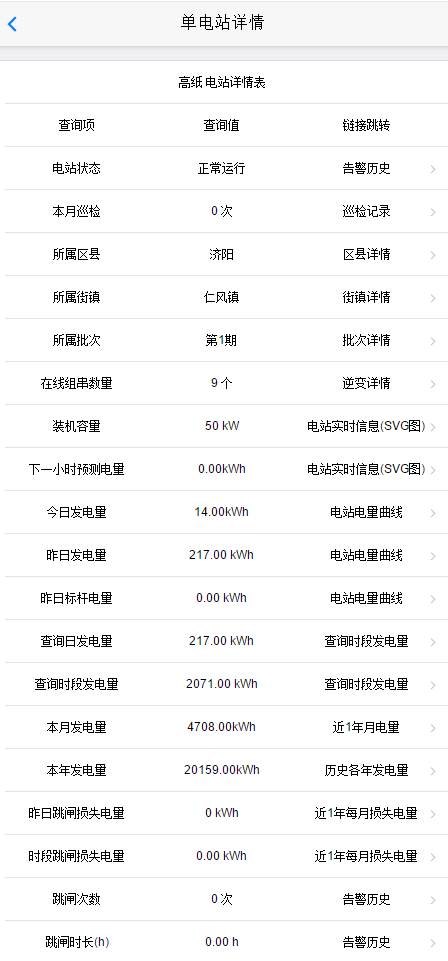 单电站详情
高纸 电站详情表
查询项 查询值 链接跳转
电站状态 正常运行 告警历史
本月巡检 0 次 巡检记录
所属区县 济阳 区县详情
所属街镇 仁风镇 街镇详情
所属批次 第1期 批次详情
在线组串数量 9 个 逆变详情
装机容量 50 kW 电站实时信息(SVG图)
下一小时预测电量 0.00kWh 电站实时信息(SVG图)
今日发电量 14.00kWh 电站电量曲线
昨日发电量 217.00 kWh 电站电量曲线
昨日标杆电量 0.00 kWh 电站电量曲线
查询日发电量 217.00 kWh 查询时段发电量
查询时段发电量 2071.00 kWh 查询时段发电量
本月发电量 4708.00kWh 近1年月电量
本年发电量 20159.00kWh 历史各年发电量
昨日跳闸损失电量 0 kWh 近1年每月损失电量
时段跳闸损失电量 0.00 kWh 近1年每月损失电量
跳闸次数 0 次 告警历史
跳闸时长(h) 0.00 h 告警历史